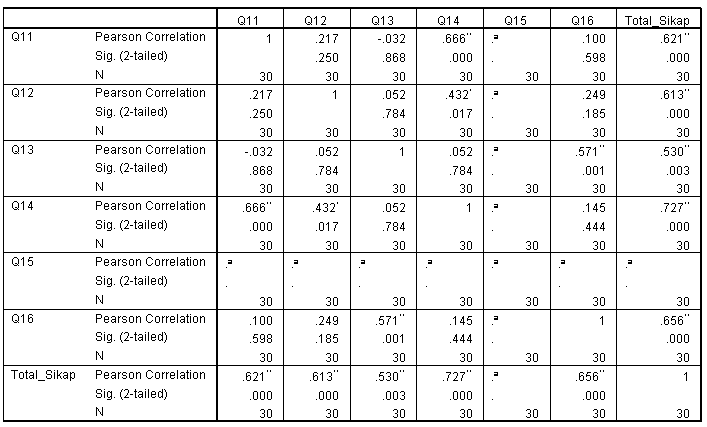 Q11 Q12 Q13 Q14 Q15 Q16 Total_Sikap
Q11 Pearson Correlation 1 .217 -.032 .666** .a .100 .621**
Sig. (2-tailed) .250 .868 .000 . .598 .000
N 30 30 30 30 30 30 30
Q12 Pearson Correlation .217 1 .052 .432* .a .249 .613**
Sig. (2-tailed) .250 .784 .017 . .185 .000
N 30 30 30 30 30 30 30
Q13 Pearson Correlation -.032 .052 1 .052 .a .571** .530**
Sig. (2-tailed) .868 .784 .784 . .001 .003
N 30 30 30 30 30 30 30
Q14 Pearson Correlation .666** .432* .052 1 .a .145 .727**
Sig. (2-tailed) .000 .017 .784 . .444 .000
N 30 30 30 30 30 30 30
Q15 Pearson Correlation .a .a .a .a .a .a .a
Sig. (2-tailed) . . . . . .
N 30 30 30 30 30 30 30
Q16 Pearson Correlation .100 .249 .571** .145 .a 1 .656**
Sig. (2-tailed) .598 .185 .001 .444 . .000
N 30 30 30 30 30 30 30
Total_Sikap Pearson Correlation .621** .613** .530** .727** .a .656** 1
Sig. (2-tailed) .000 .000 .003 .000 . .000
N 30 30 30 30 30 30 30